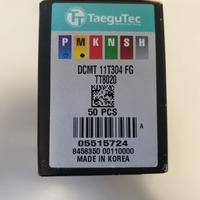 TaeguTec
P M K N S H
DCMT 11T304 FG
TT8020
50 PCS
A
05515724
8458350 00110000
MADE IN KOREA